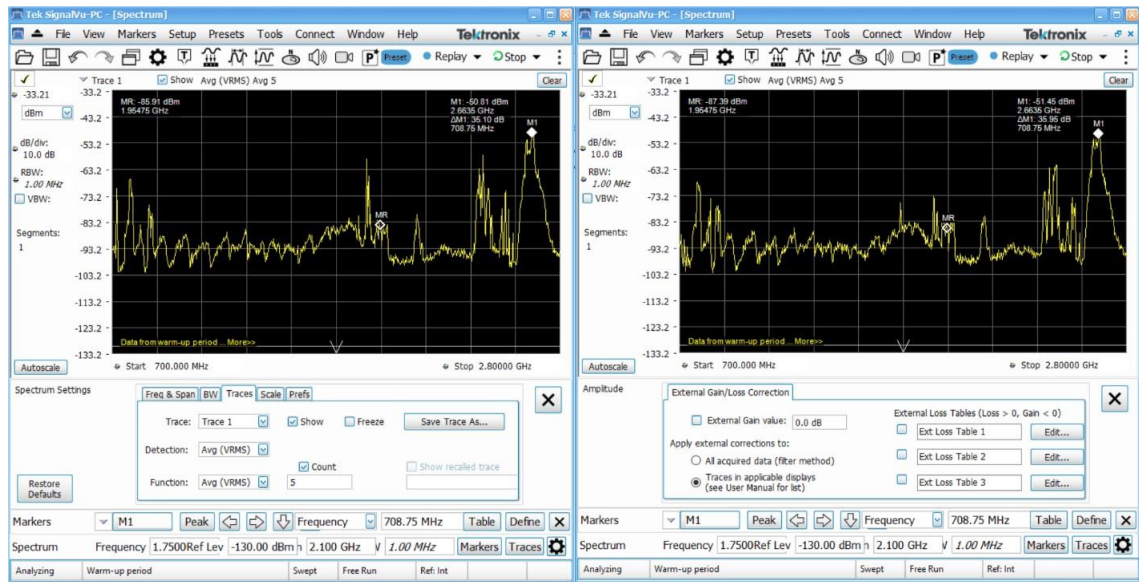 Tek SignalVu-PC - [Spectrum]
File View Markers Setup Presets Tools Connect Window Help Tektronix
Preset Replay Stop
Trace 1 Show Avg (VRMS) Avg 5 Clear
-33.21
dBm
dB/div:
10.0 dB
RBW:
1.00 MHz
VBW:
Segments:
1
Autoscale
-33.2
-43.2
-53.2
-63.2
-73.2
-83.2
-93.2
-103.2
-113.2
-123.2
-133.2
MR: -85.91 dBm
1.95475 GHz
M1: -50.81 dBm
2.6635 GHz
ΔM1: 35.10 dB
708.75 MHz
M1
MR
Data from warm-up period ... More>>
Start 700.000 MHz Stop 2.80000 GHz
Spectrum Settings
Restore
Defaults
Freq & Span BW Traces Scale Prefs
Trace: Trace 1 Show Freeze Save Trace As...
Detection: Avg (VRMS)
Count Show recalled trace
Function: Avg (VRMS) 5
Markers M1 Peak Frequency 708.75 MHz Table Define
Spectrum Frequency 1.7500Ref Lev -130.00 dBm 2.100 GHz 1.00 MHz Markers Traces
Analyzing Warm-up period Swept Free Run Ref: Int
Tek SignalVu-PC - [Spectrum]
File View Markers Setup Presets Tools Connect Window Help Tektronix
Preset Replay Stop
Trace 1 Show Avg (VRMS) Avg 5 Clear
-33.21
dBm
dB/div:
10.0 dB
RBW:
1.00 MHz
VBW:
Segments:
1
Autoscale
-33.2
-43.2
-53.2
-63.2
-73.2
-83.2
-93.2
-103.2
-113.2
-123.2
-133.2
MR: -87.39 dBm
1.95475 GHz
M1: -51.45 dBm
2.6635 GHz
ΔM1: 35.95 dB
708.75 MHz
M1
MR
Data from warm-up period ... More>>
Start 700.000 MHz Stop 2.80000 GHz
Amplitude
External Gain/Loss Correction
External Gain value: 0.0 dB
Apply external corrections to:
All acquired data (filter method)
Traces in applicable displays
(see User Manual for list)
External Loss Tables (Loss > 0, Gain < 0)
Ext Loss Table 1 Edit...
Ext Loss Table 2 Edit...
Ext Loss Table 3 Edit...
Markers M1 Peak Frequency 708.75 MHz Table Define
Spectrum Frequency 1.7500Ref Lev -130.00 dBm 2.100 GHz 1.00 MHz Markers Traces
Analyzing Warm-up period Swept Free Run Ref: Int